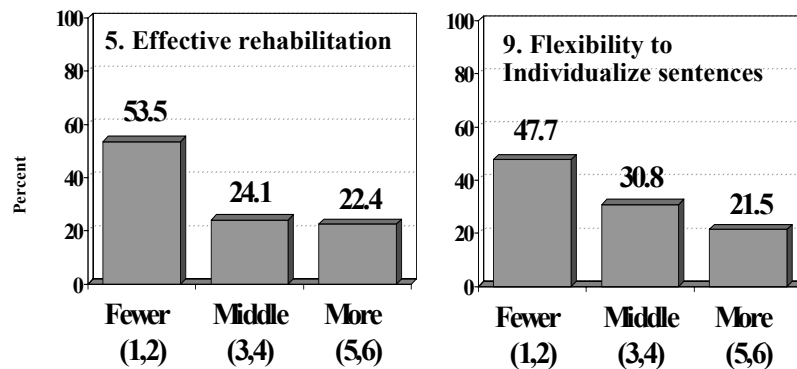 5. Effective rehabilitation
Percent
100
80
60
40
20
0
53.5
24.1
22.4
Fewer Middle More
(1,2) (3,4) (5,6)
9. Flexibility to
Individualize sentences
100
80
60
40
20
0
47.7
30.8
21.5
Fewer Middle More
(1,2) (3,4) (5,6)